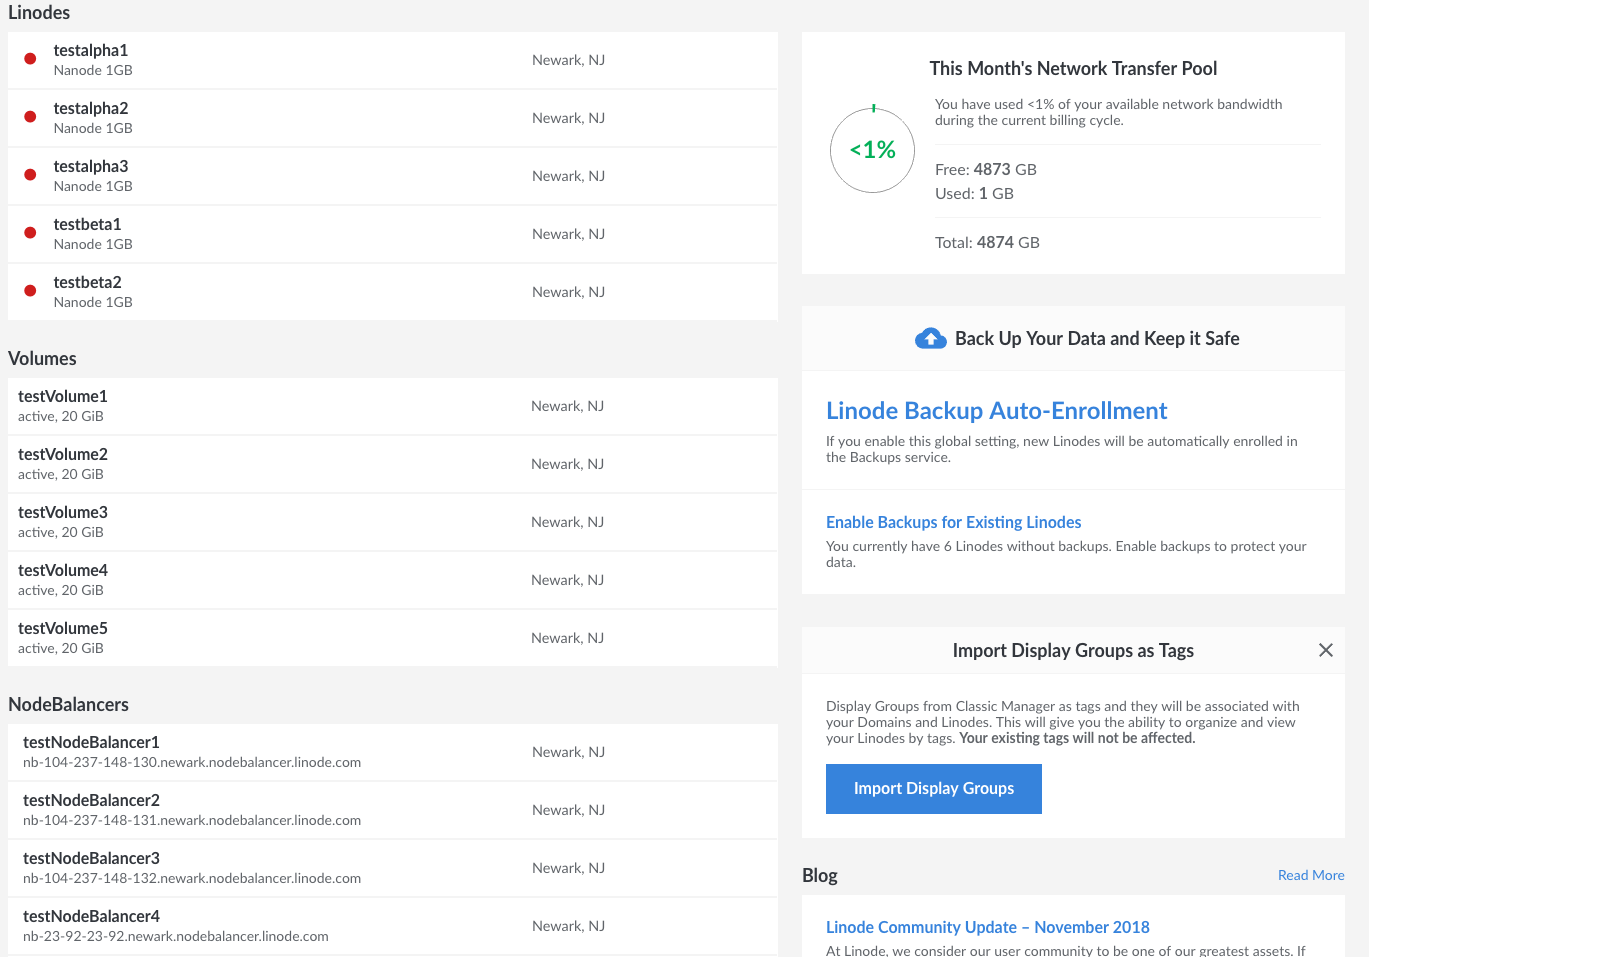 Linodes
testalpha1
Nanode 1GB
Newark, NJ
testalpha2
Nanode 1GB
Newark, NJ
testalpha3
Nanode 1GB
Newark, NJ
testbeta1
Nanode 1GB
Newark, NJ
testbeta2
Nanode 1GB
Newark, NJ
Volumes
testVolume1
active, 20 GiB
Newark, NJ
testVolume2
active, 20 GiB
Newark, NJ
testVolume3
active, 20 GiB
Newark, NJ
testVolume4
active, 20 GiB
Newark, NJ
testVolume5
active, 20 GiB
Newark, NJ
NodeBalancers
testNodeBalancer1
nb-104-237-148-130.newark.nodebalancer.linode.com
Newark, NJ
testNodeBalancer2
nb-104-237-148-131.newark.nodebalancer.linode.com
Newark, NJ
testNodeBalancer3
nb-104-237-148-132.newark.nodebalancer.linode.com
Newark, NJ
testNodeBalancer4
nb-23-92-23-92.newark.nodebalancer.linode.com
Newark, NJ
This Month's Network Transfer Pool
<1%
You have used <1% of your available network bandwidth
during the current billing cycle.
Free: 4873 GB
Used: 1 GB
Total: 4874 GB
Back Up Your Data and Keep it Safe
Linode Backup Auto-Enrollment
If you enable this global setting, new Linodes will be automatically enrolled in
the Backups service.
Enable Backups for Existing Linodes
You currently have 6 Linodes without backups. Enable backups to protect your
data.
Import Display Groups as Tags
Display Groups from Classic Manager as tags and they will be associated with
your Domains and Linodes. This will give you the ability to organize and view
your Linodes by tags. Your existing tags will not be affected.
Import Display Groups
Blog
Read More
Linode Community Update – November 2018
At Linode, we consider our user community to be one of our greatest assets. If